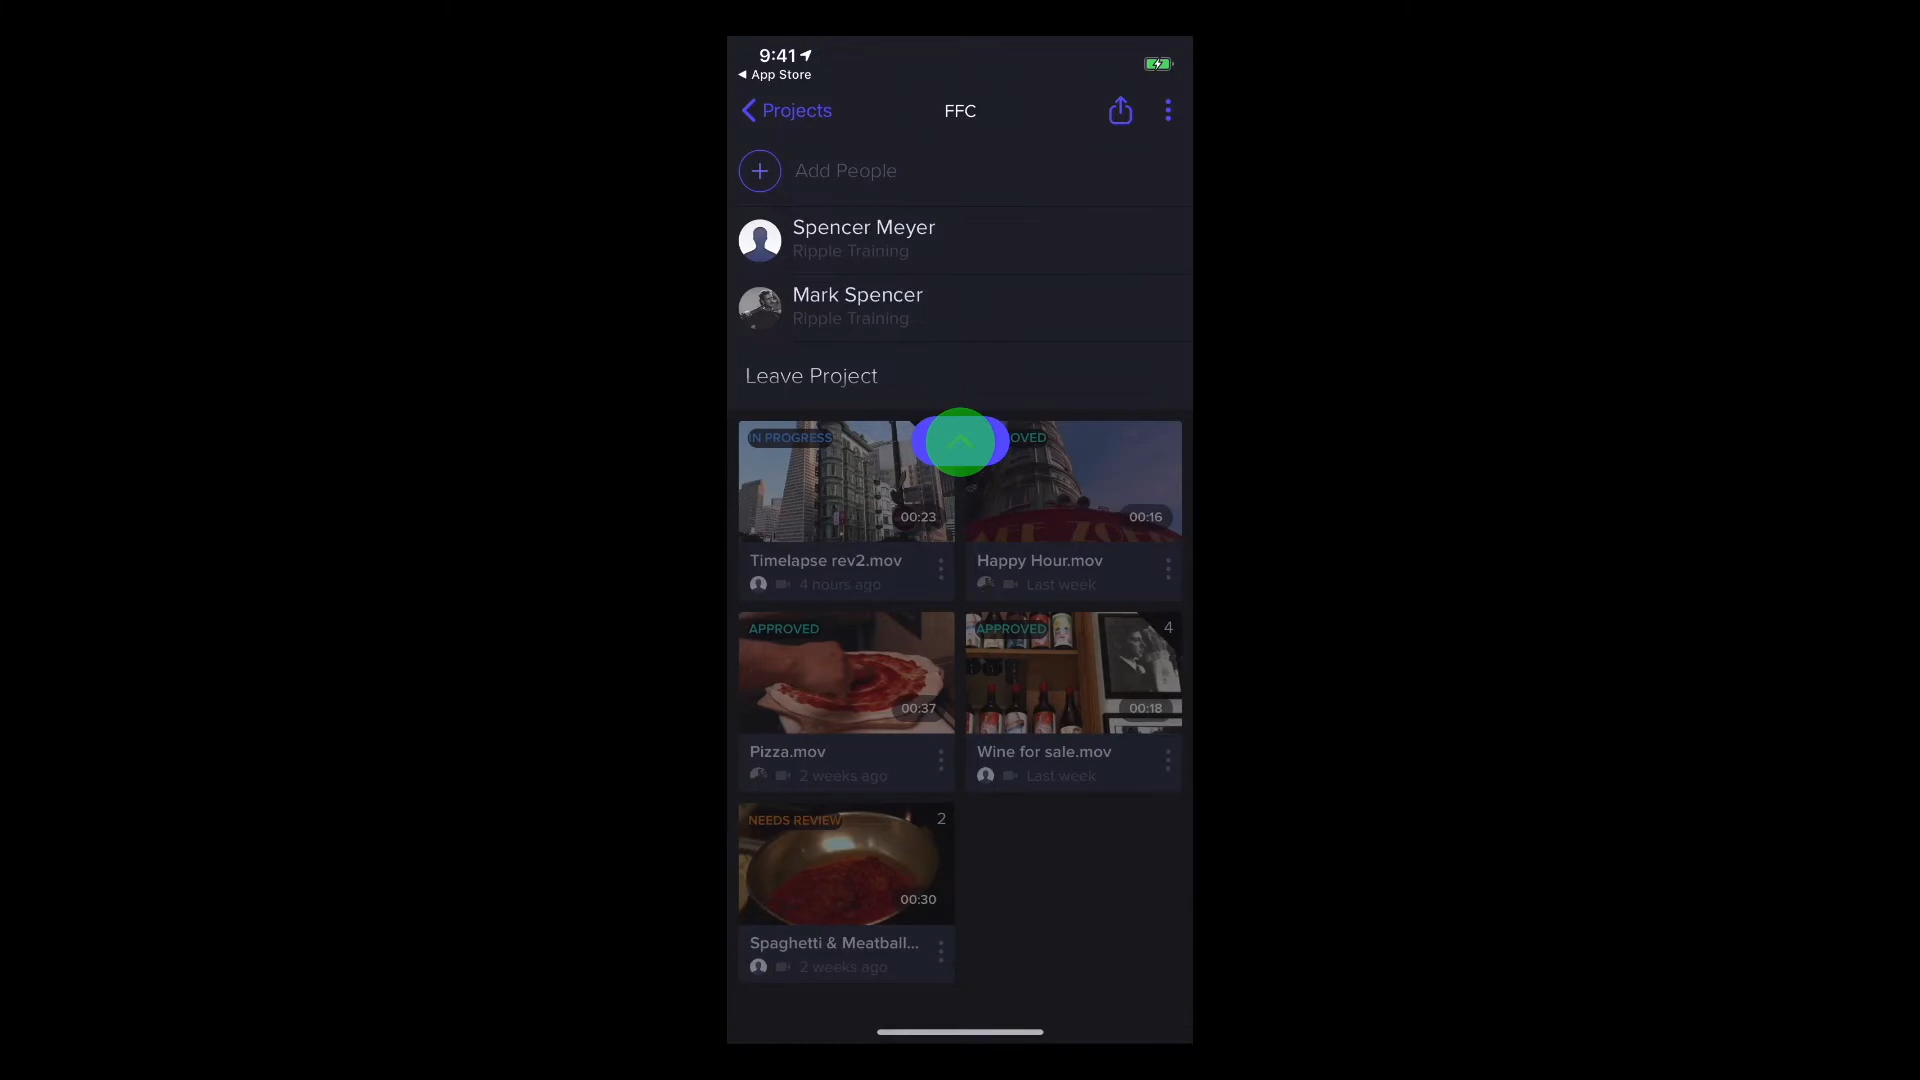 9:41
App Store
Projects
FFC
Add People
Spencer Meyer
Ripple Training
Mark Spencer
Ripple Training
Leave Project
IN PROGRESS
OVED
00:23
00:16
Timelapse rev2.mov
Happy Hour.mov
4 hours ago
Last week
APPROVED
APPROVED
4
00:37
00:18
Pizza.mov
Wine for sale.mov
2 weeks ago
Last week
NEEDS REVIEW
2
00:30
Spaghetti & Meatball...
2 weeks ago